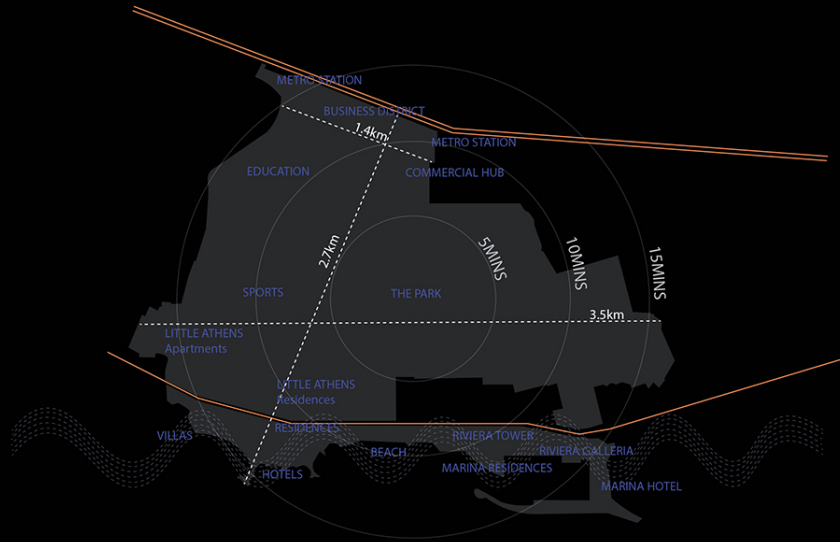 METRO STATION
BUSINESS DISTRICT
1.4km
METRO STATION
EDUCATION
COMMERCIAL HUB
2.7km
5MINS
10MINS
15MINS
SPORTS
THE PARK
3.5km
LITTLE ATHENS
Apartments
LITTLE ATHENS
Residences
RESIDENCES
VILLAS
RIVIERA TOWER
BEACH
RIVIERA GALLERIA
MARINA RESIDENCES
HOTELS
MARINA HOTEL